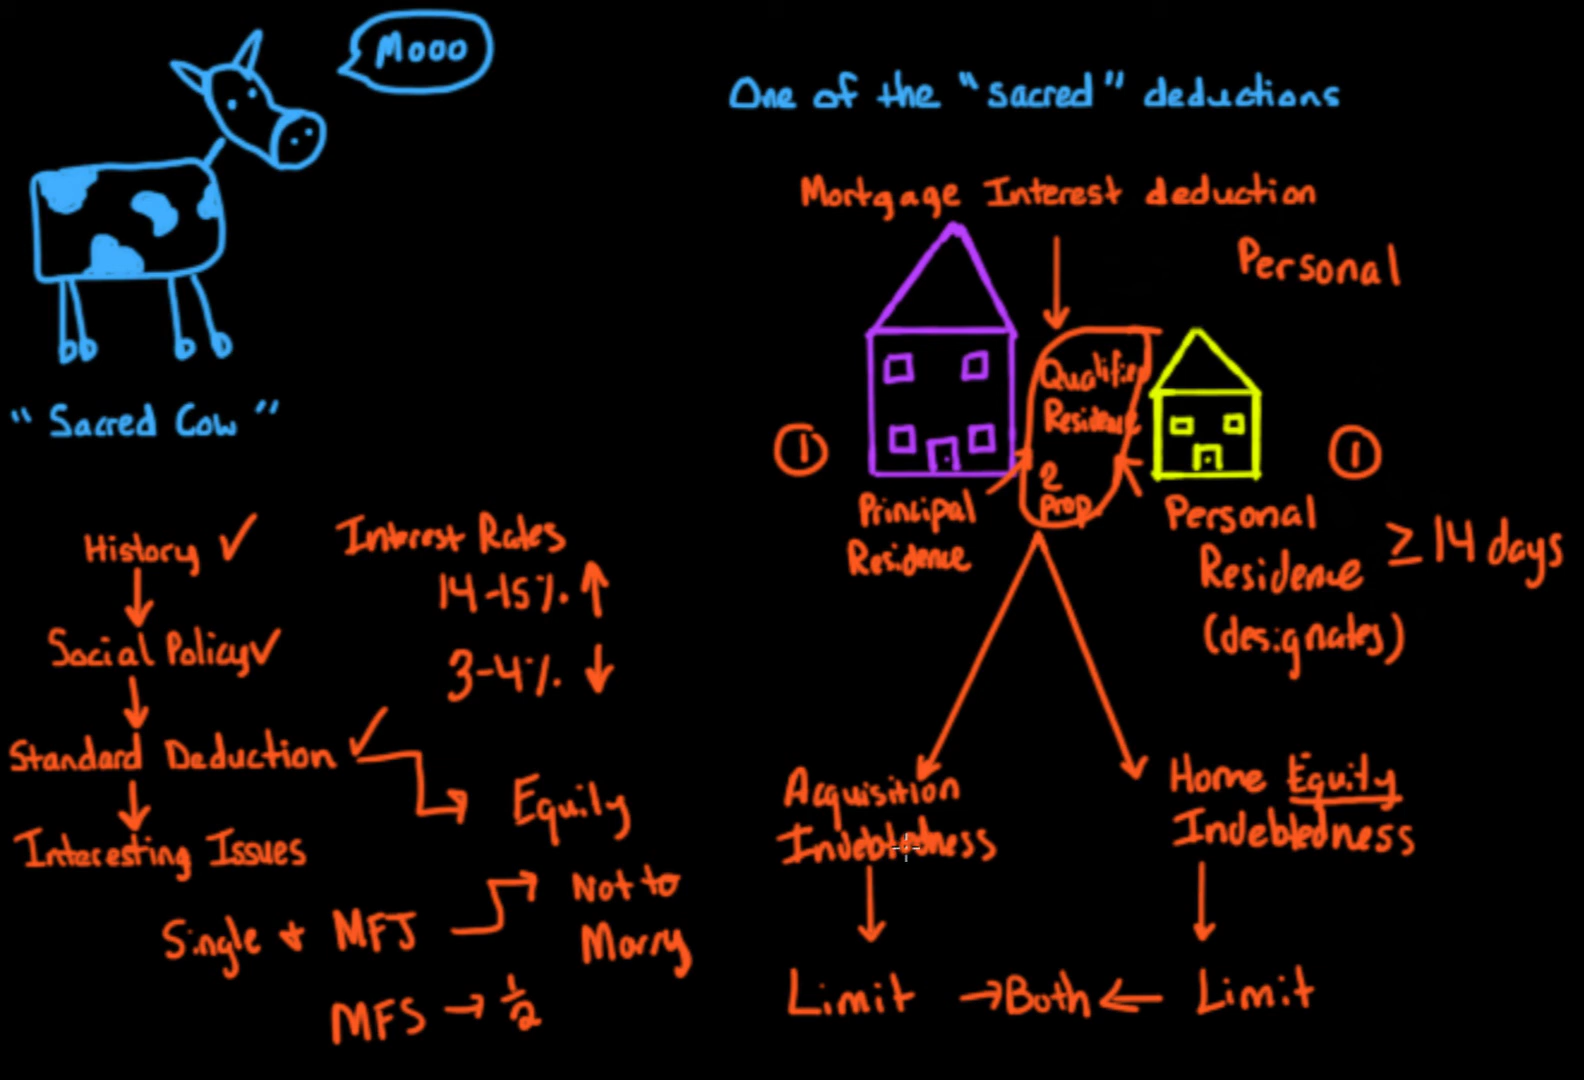 Mooo
One of the "sacred" deductions
Mortgage Interest deduction
Personal
Qualified
Residence
2
Prop
1
1
Principal
Residence
Personal
Residence
(designates)
≥ 14 days
"Sacred Cow"
History ✓
Social Policy ✓
Standard Deduction ✓
Interesting Issues
Interest Rates
14-15% ↑
3-4% ↓
Equity
Single + MFJ
Not to
Marry
MFS → 1/2
Acquisition
Indebtedness
Home Equity
Indebtedness
Limit → Both ← Limit